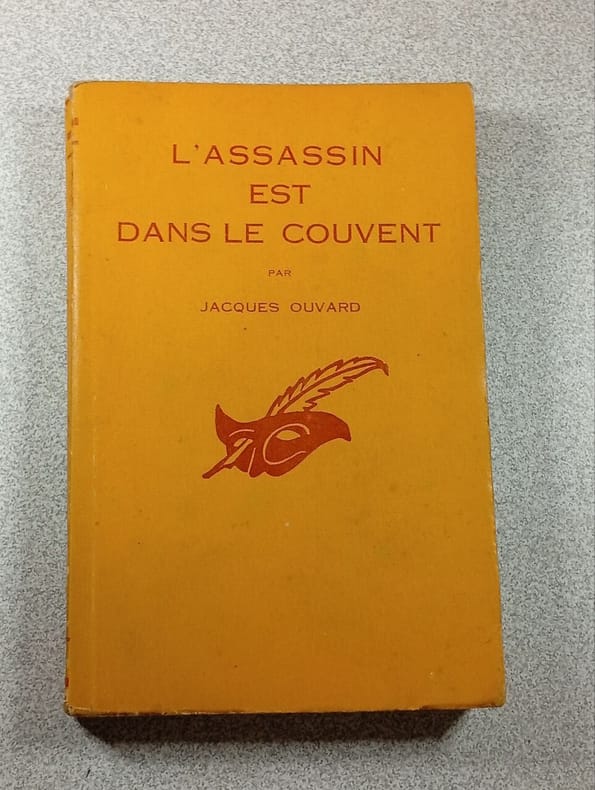 L'ASSASSIN
EST
DANS LE COUVENT
PAR
JACQUES OUVARD